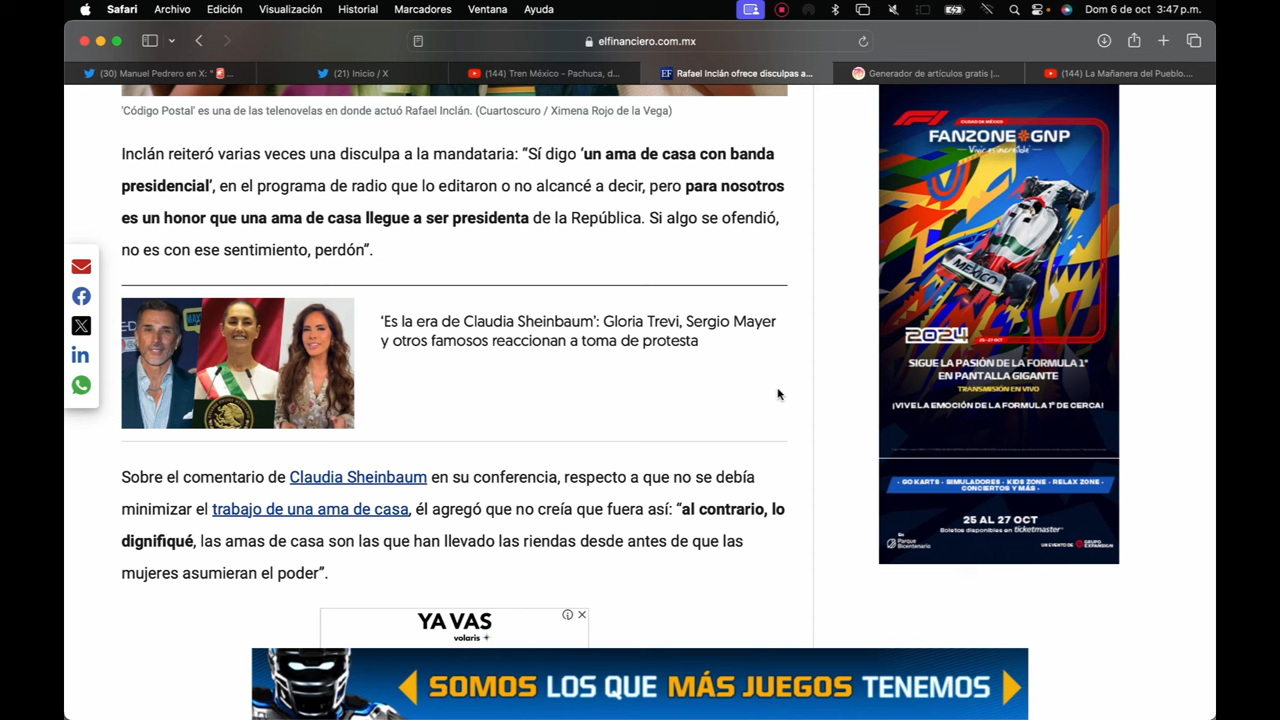 Safari Archivo Edición Visualización Historial Marcadores Ventana Ayuda Dom 6 de oct 3:47 p.m.
elfinanciero.com.mx
(30) Manuel Pedrero en X: "🚨...
(21) Inicio / X
(144) Tren México - Pachuca, d...
EF Rafael Inclán ofrece disculpas a...
Generador de artículos gratis |...
(144) La Mañanera del Pueblo....
'Código Postal' es una de las telenovelas en donde actuó Rafael Inclán. (Cuartoscuro / Ximena Rojo de la Vega)
Inclán reiteró varias veces una disculpa a la mandataria: “Sí digo ‘un ama de casa con banda
presidencial’, en el programa de radio que lo editaron o no alcancé a decir, pero para nosotros
es un honor que una ama de casa llegue a ser presidenta de la República. Si algo se ofendió,
no es con ese sentimiento, perdón”.
‘Es la era de Claudia Sheinbaum’: Gloria Trevi, Sergio Mayer
y otros famosos reaccionan a toma de protesta
Sobre el comentario de Claudia Sheinbaum en su conferencia, respecto a que no se debía
minimizar el trabajo de una ama de casa, él agregó que no creía que fuera así: “al contrario, lo
dignifiqué, las amas de casa son las que han llevado las riendas desde antes de que las
mujeres asumieran el poder”.
YA VAS
volaris
SOMOS LOS QUE MÁS JUEGOS TENEMOS
F1
CIUDAD DE MÉXICO
FANZONE GNP
Vivir es increíble
MEXICO
2024
25-27 OCT
SIGUE LA PASIÓN DE LA FORMULA 1®
EN PANTALLA GIGANTE
TRANSMISIÓN EN VIVO
¡VIVE LA EMOCIÓN DE LA FORMULA 1® DE CERCA!
· GO KARTS · SIMULADORES · KIDS ZONE · RELAX ZONE ·
CONCIERTOS Y MÁS ·
25 AL 27 OCT
Boletos disponibles en ticketmaster
En
Parque
Bicentenario
UN EVENTO DE GRUPO EXPANSIÓN